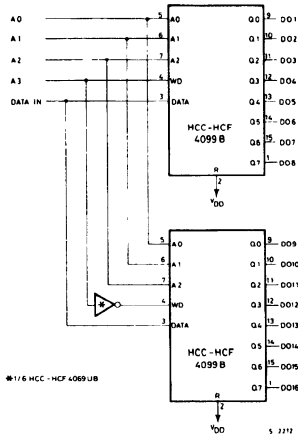 A0 5 A0 Q0 9 DO1
A1 6 A1 Q1 10 DO2
A2 7 A2 Q2 11 DO3
A3 4 WD Q3 12 DO4
DATA IN 3 DATA Q4 13 DO5
Q5 14 DO6
HCC-HCF Q6 15 DO7
4099B Q7 1 DO8
R
2
VDD
5 A0 Q0 9 DO9
6 A1 Q1 10 DO10
7 A2 Q2 11 DO11
* 4 WD Q3 12 DO12
3 DATA Q4 13 DO13
Q5 14 DO14
HCC-HCF Q6 15 DO15
4099B Q7 1 DO16
*1/6 HCC-HCF 4069UB
R
2
VDD